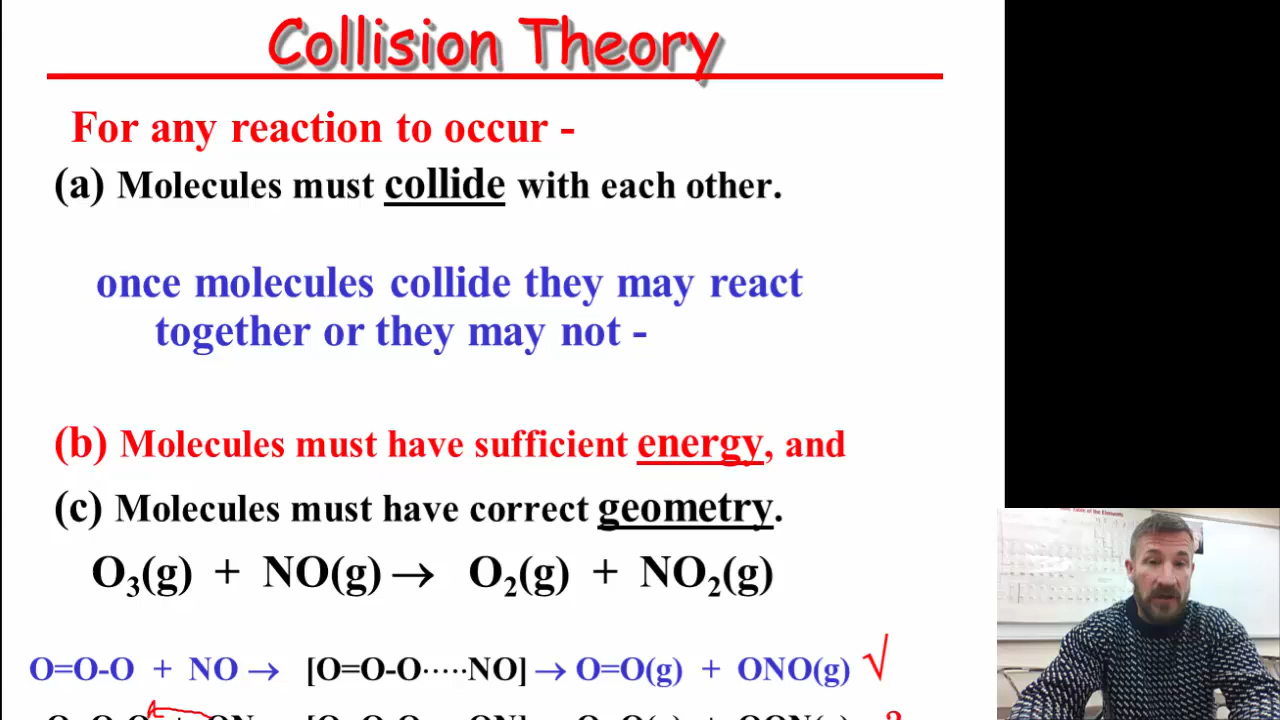 Collision Theory
For any reaction to occur -
(a) Molecules must collide with each other.
once molecules collide they may react
together or they may not -
(b) Molecules must have sufficient energy, and
(c) Molecules must have correct geometry.
O₃(g) + NO(g) → O₂(g) + NO₂(g)
O=O-O + NO → [O=O-O·····NO] → O=O(g) + ONO(g) √